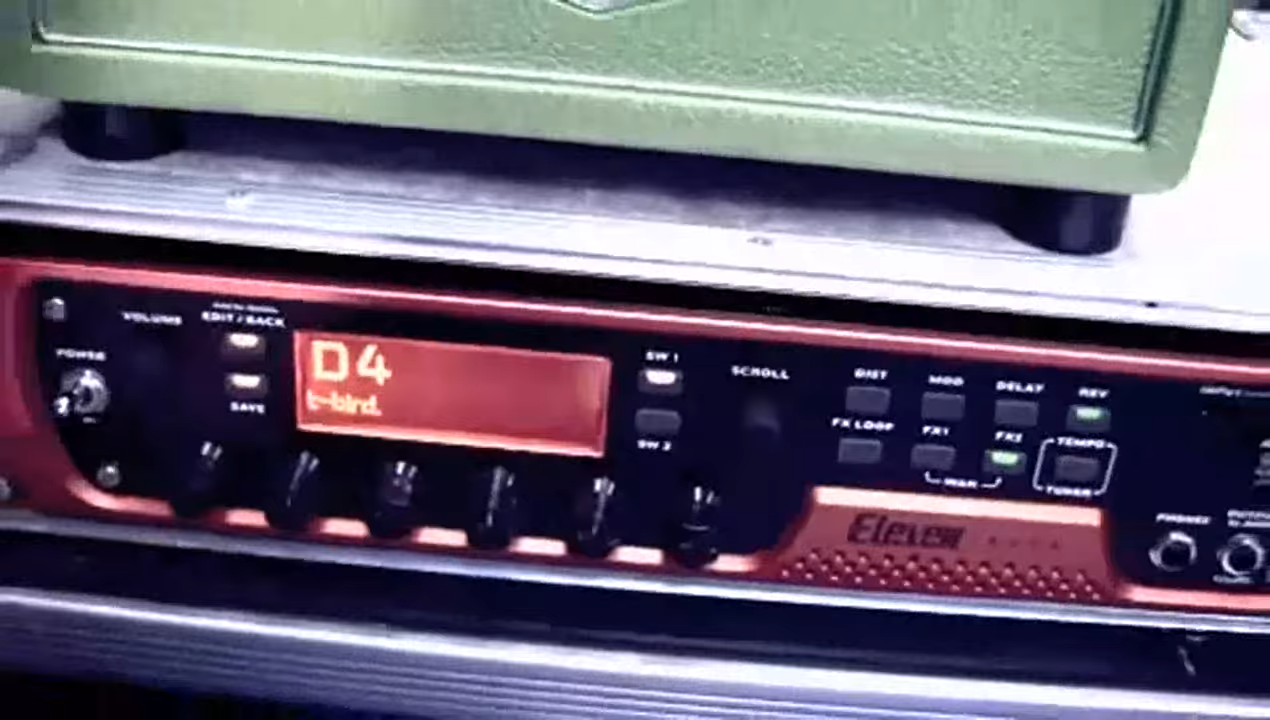 VOLUME
EDIT / BACK
POWER
SAVE
D4
t-bird.
SW 1
SW 2
SCROLL
DIST
MOD
DELAY
REV
FX LOOP
FX1
FX2
TEMPO
WAH
TUNER
Eleven
PHONES